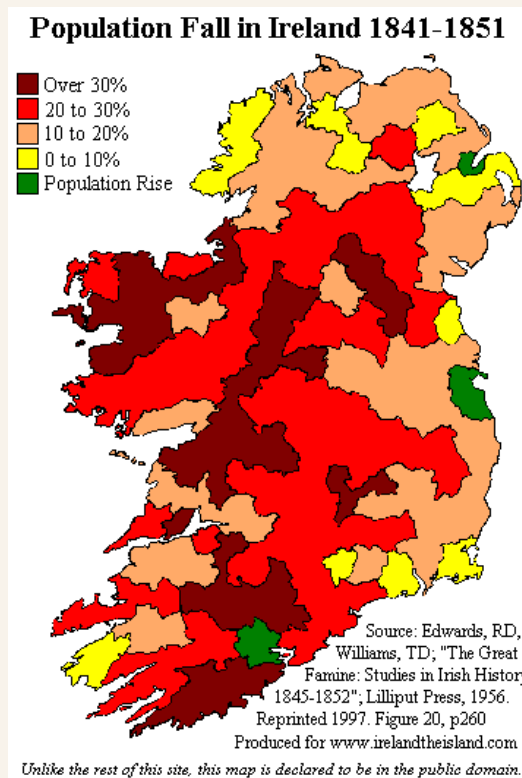 Population Fall in Ireland 1841-1851
Over 30%
20 to 30%
10 to 20%
0 to 10%
Population Rise
Source: Edwards, RD,
Williams, TD; "The Great
Famine: Studies in Irish History
1845-1852"; Lilliput Press, 1956.
Reprinted 1997. Figure 20, p260
Produced for www.irelandtheisland.com
Unlike the rest of this site, this map is declared to be in the public domain.